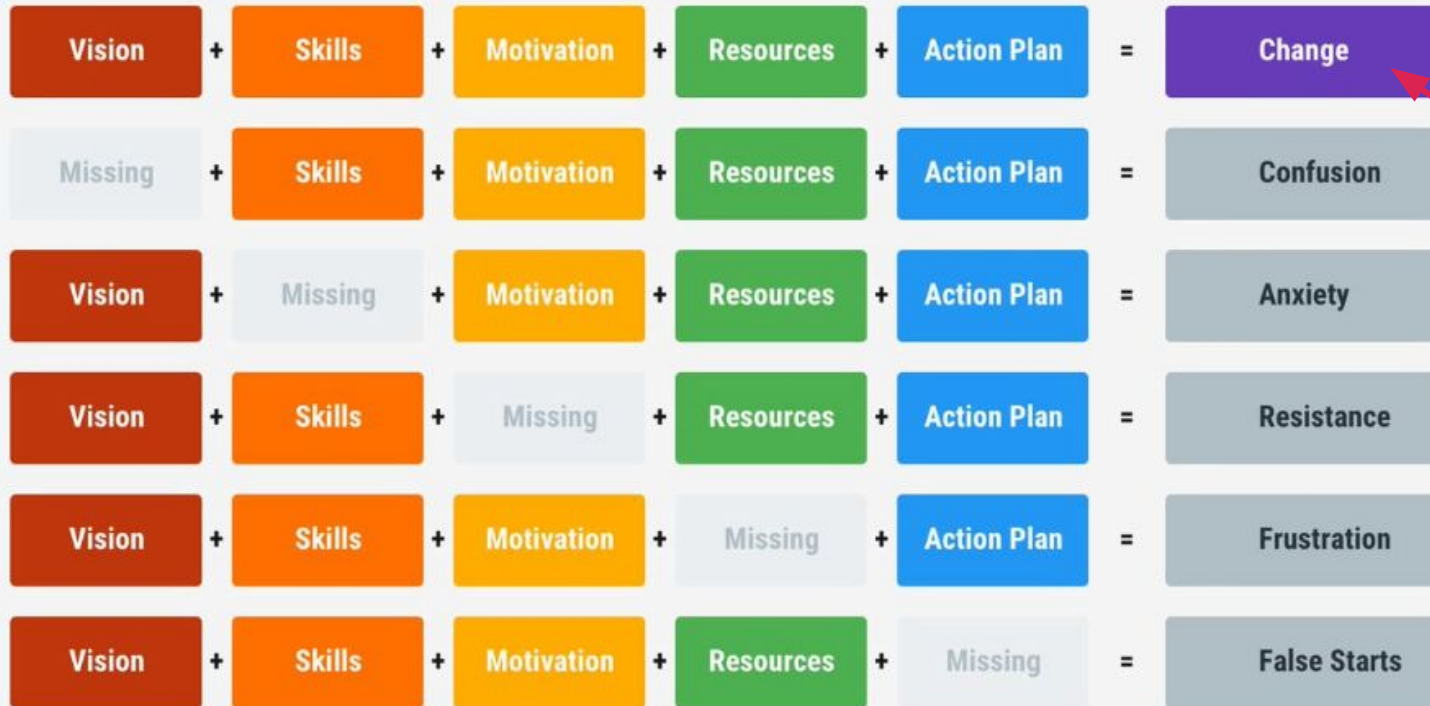 Vision + Skills + Motivation + Resources + Action Plan = Change
Missing + Skills + Motivation + Resources + Action Plan = Confusion
Vision + Missing + Motivation + Resources + Action Plan = Anxiety
Vision + Skills + Missing + Resources + Action Plan = Resistance
Vision + Skills + Motivation + Missing + Action Plan = Frustration
Vision + Skills + Motivation + Resources + Missing = False Starts